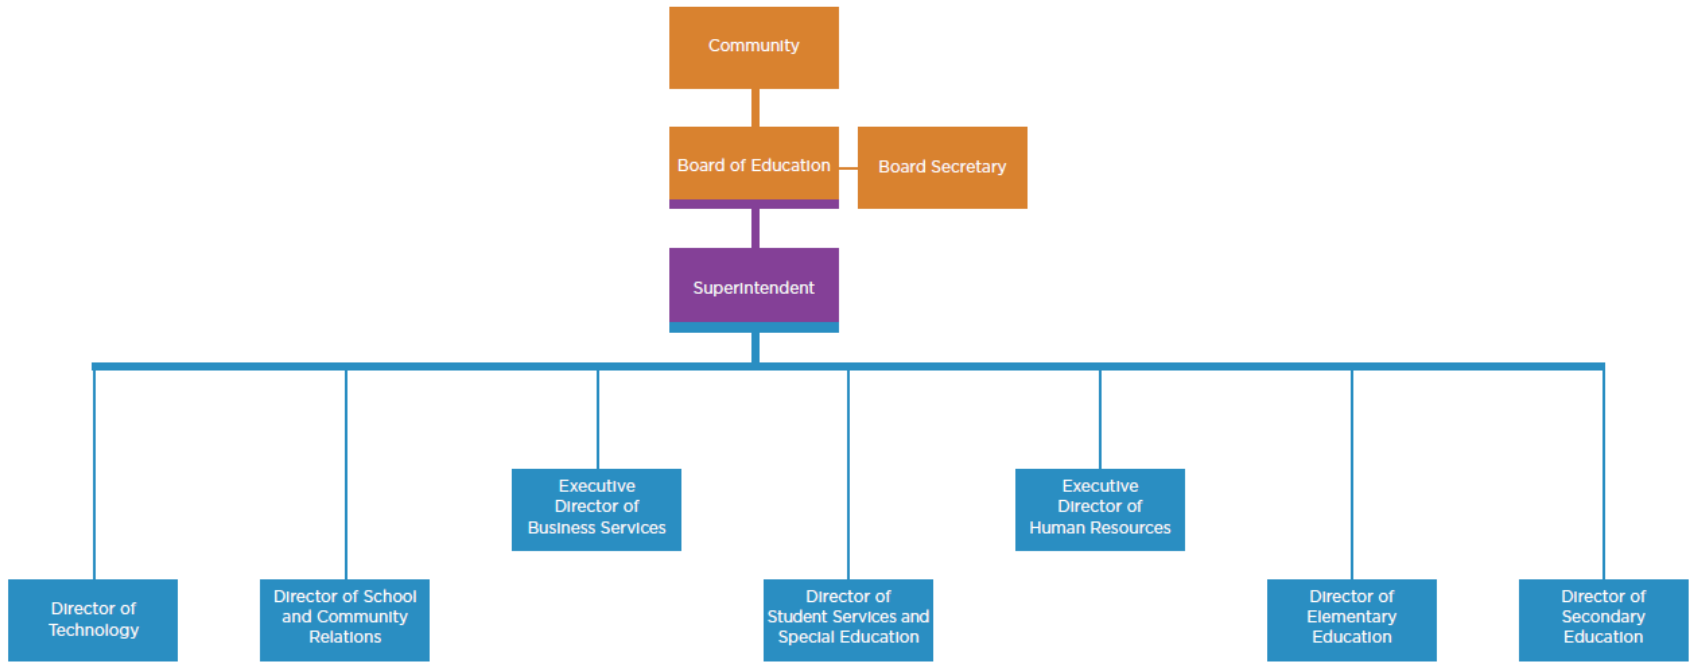 Community
Board of Education
Board Secretary
Superintendent
Executive
Director of
Business Services
Executive
Director of
Human Resources
Director of
Technology
Director of School
and Community
Relations
Director of
Student Services and
Special Education
Director of
Elementary
Education
Director of
Secondary
Education